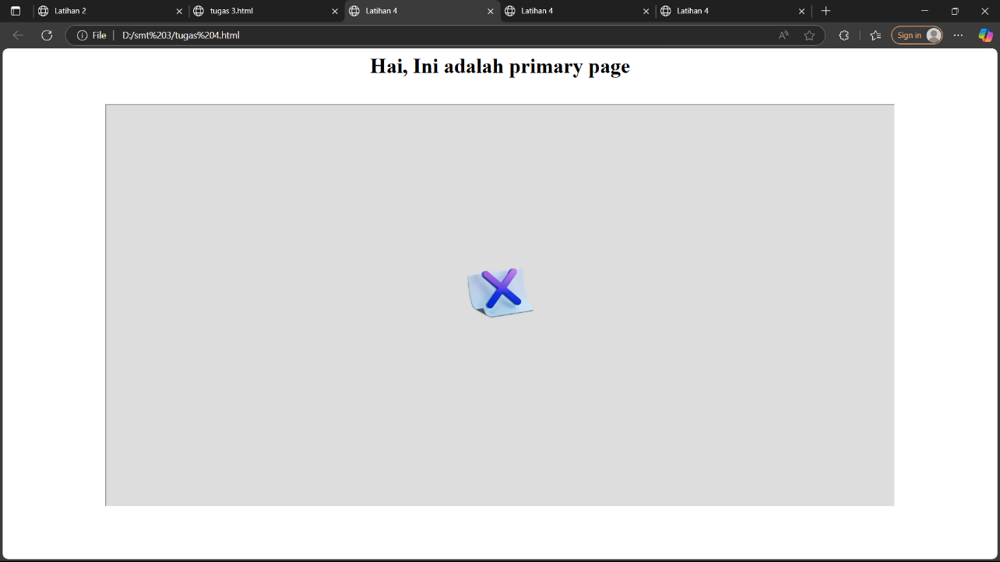 Latihan 2
tugas 3.html
Latihan 4
Latihan 4
Latihan 4
File
D:/smt%203/tugas%204.html
Sign in
Hai, Ini adalah primary page